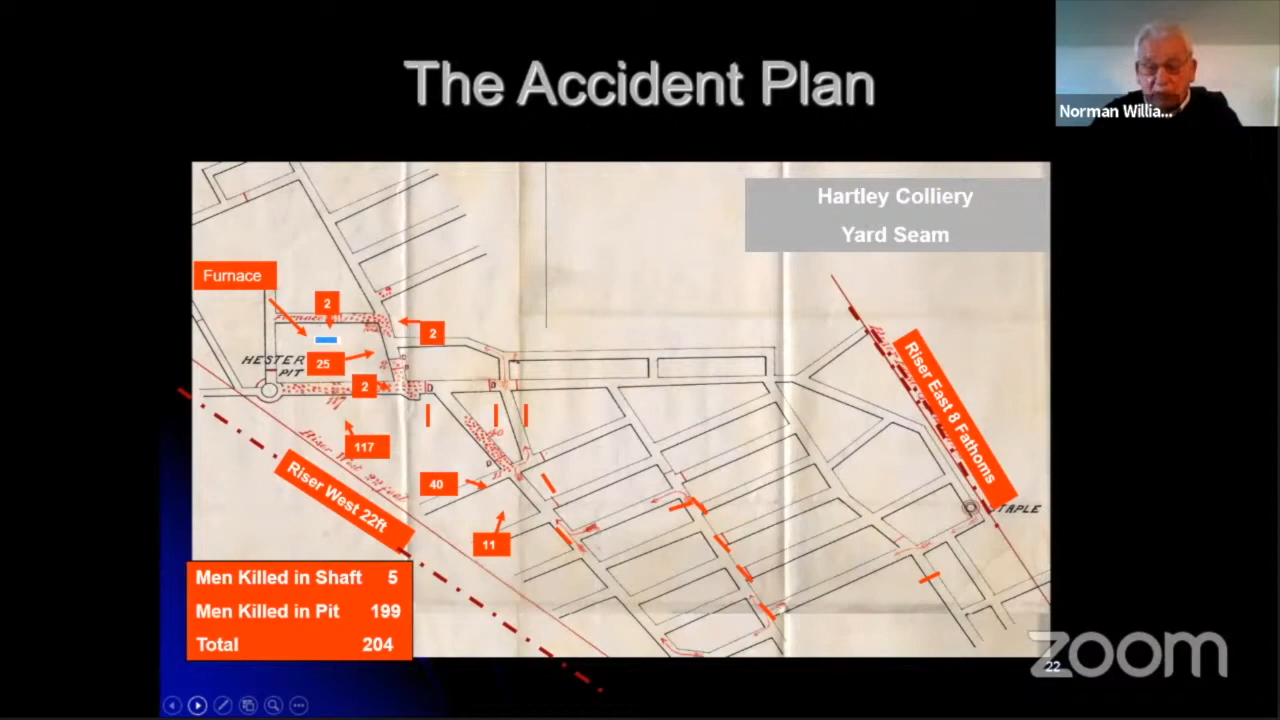 The Accident Plan
Norman Willia...
Hartley Colliery
Yard Seam
Furnace
2
2
HESTER
PIT
25
2
117
Riser West 22ft
40
40
11
Riser East 8 Fathoms
Men Killed in Shaft 5
Men Killed in Pit 199
Total 204
zoom
22